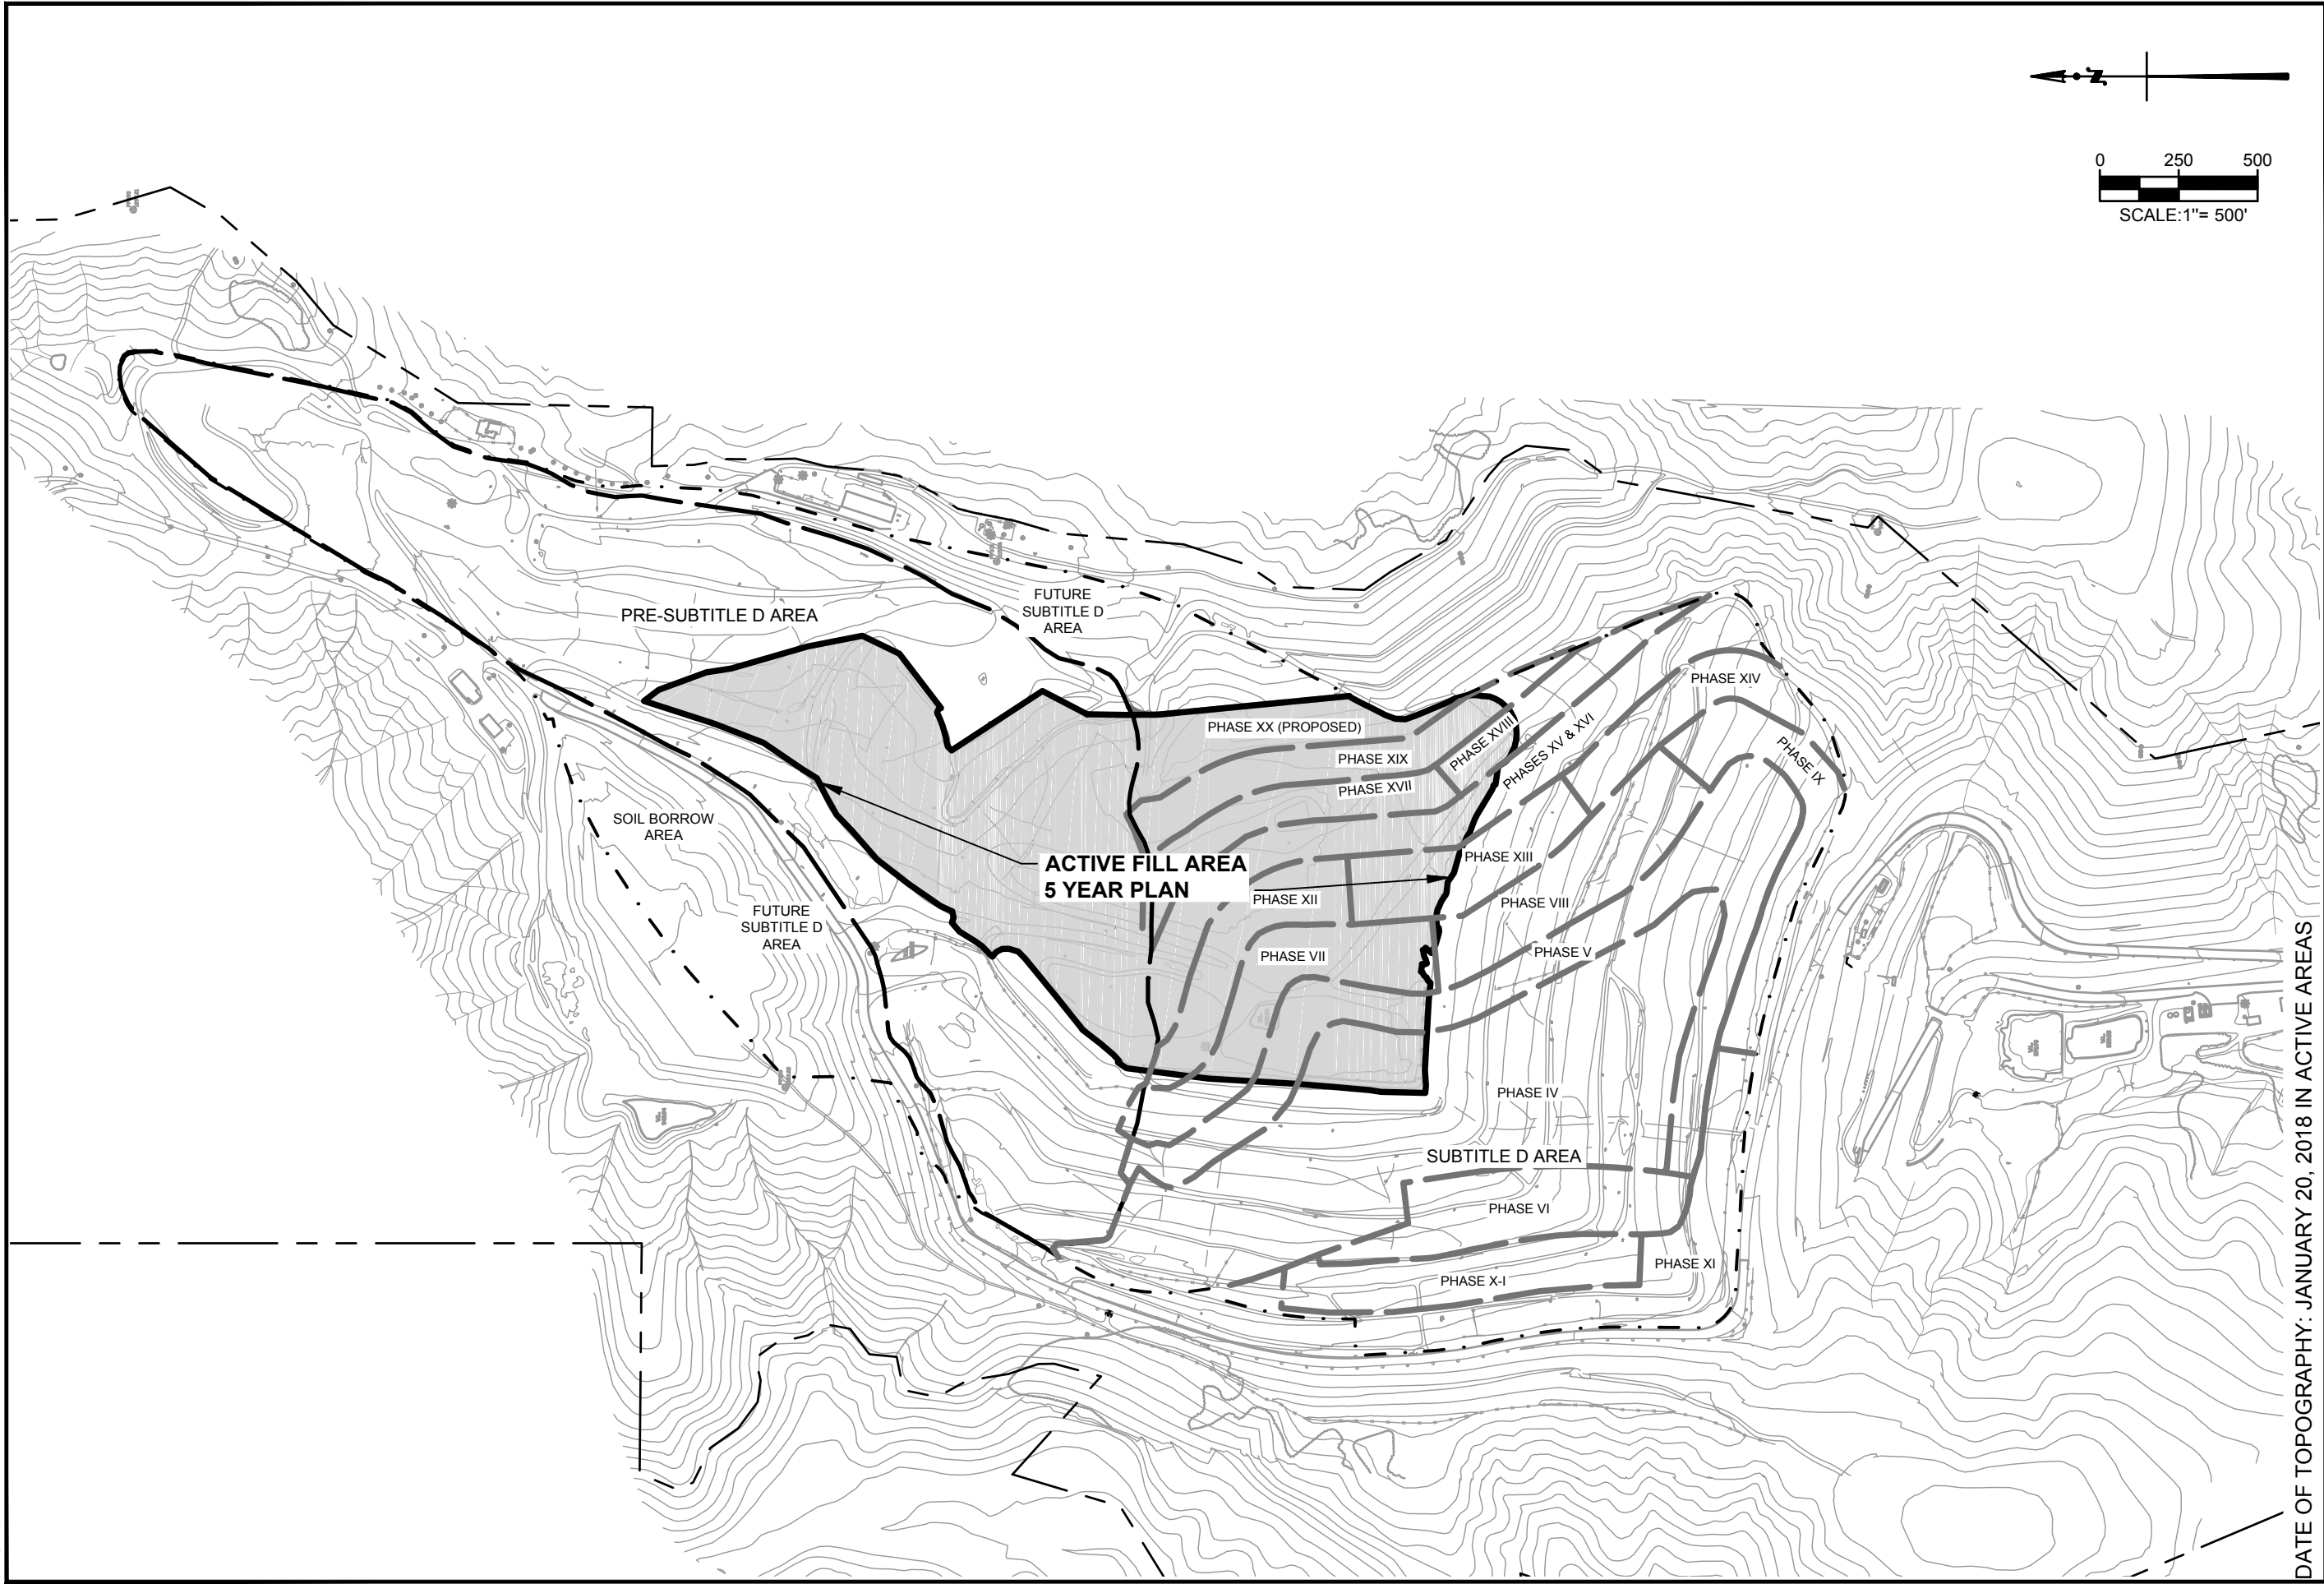 N
0 250 500
SCALE:1"= 500'
FUTURE
SUBTITLE D
AREA
PRE-SUBTITLE D AREA
PHASE XIV
PHASE XX (PROPOSED)
PHASE XVIII
PHASES XV & XVI
PHASE XIX
PHASE IX
PHASE XVII
SOIL BORROW
AREA
ACTIVE FILL AREA
5 YEAR PLAN
PHASE XIII
PHASE XII
PHASE VIII
FUTURE
SUBTITLE D
AREA
PHASE V
PHASE VII
PHASE IV
SUBTITLE D AREA
PHASE VI
PHASE XI
PHASE X-I
DATE OF TOPOGRAPHY: JANUARY 20, 2018 IN ACTIVE AREAS